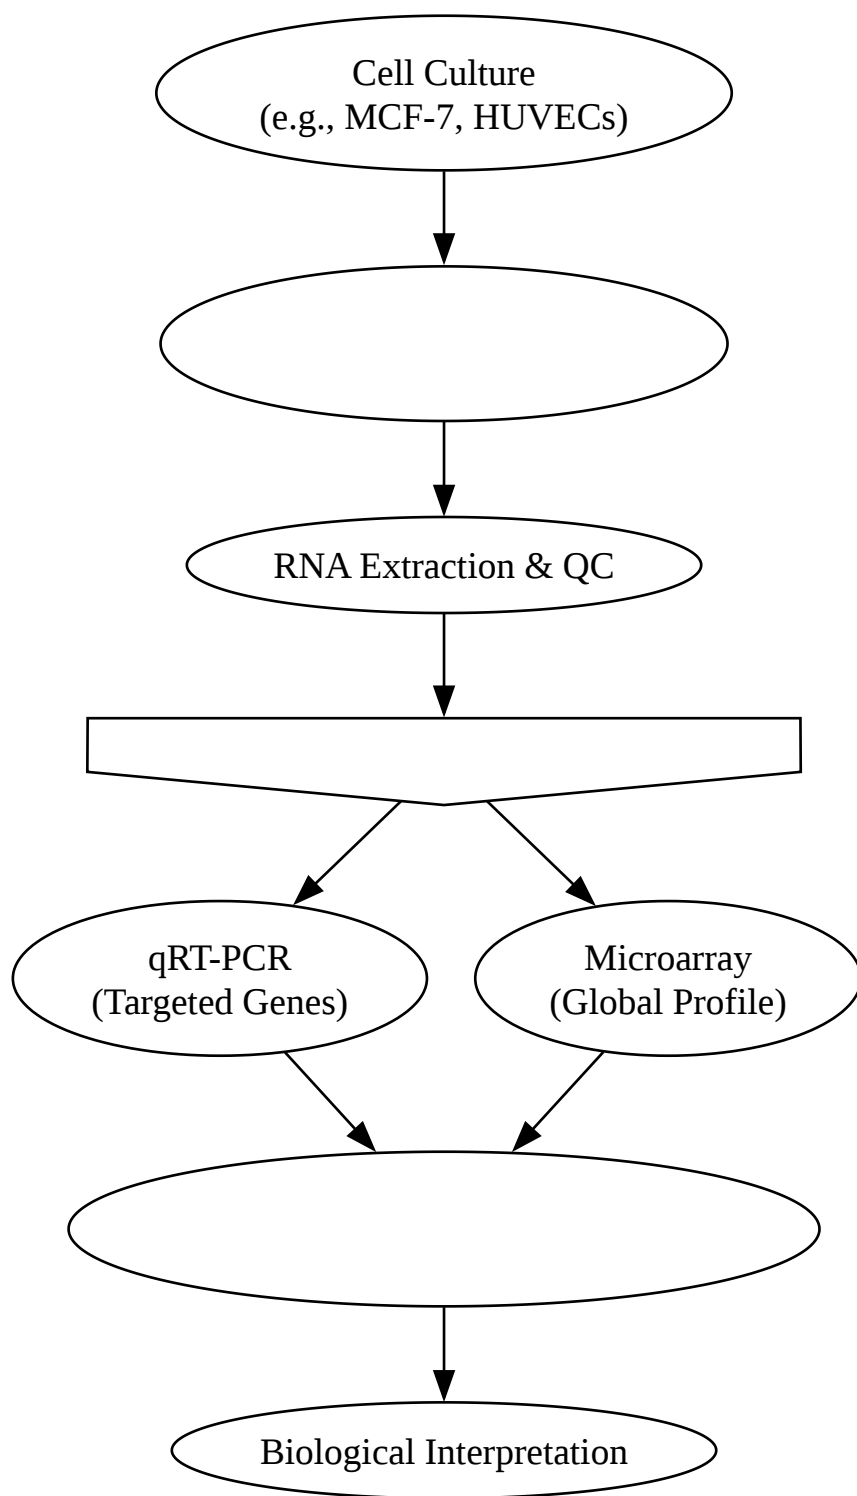 Cell Culture
(e.g., MCF-7, HUVECs)
RNA Extraction & QC
qRT-PCR
(Targeted Genes)
Microarray
(Global Profile)
Biological Interpretation